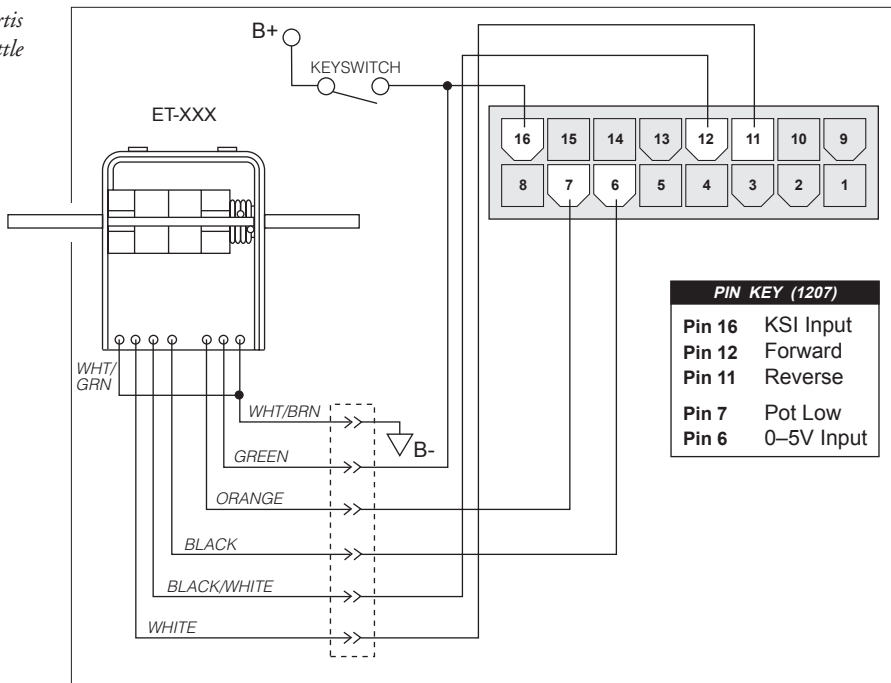 B+
KEYSWITCH
ET-XXX
16 15 14 13 12 11 10 9
8 7 6 5 4 3 2 1
PIN KEY (1207)
Pin 16 KSI Input
Pin 12 Forward
Pin 11 Reverse
Pin 7 Pot Low
Pin 6 0–5V Input
WHT/
GRN
WHT/BRN
B-
GREEN
ORANGE
BLACK
BLACK/WHITE
WHITE